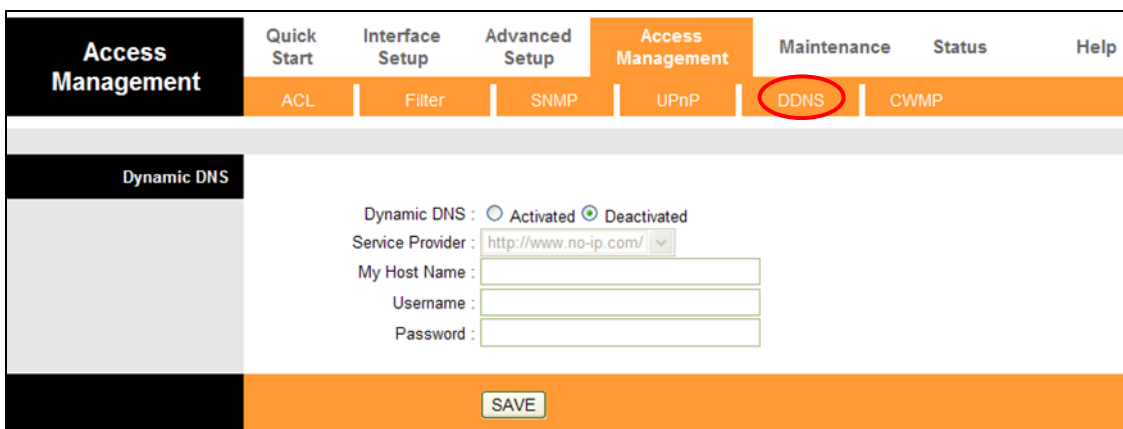 Access Management
Quick Start
Interface Setup
Advanced Setup
Access Management
Maintenance
Status
Help
ACL
Filter
SNMP
UPnP
DDNS
CWMP
Dynamic DNS
Dynamic DNS : Activated Deactivated
Service Provider : http://www.no-ip.com/
My Host Name :
Username :
Password :
SAVE